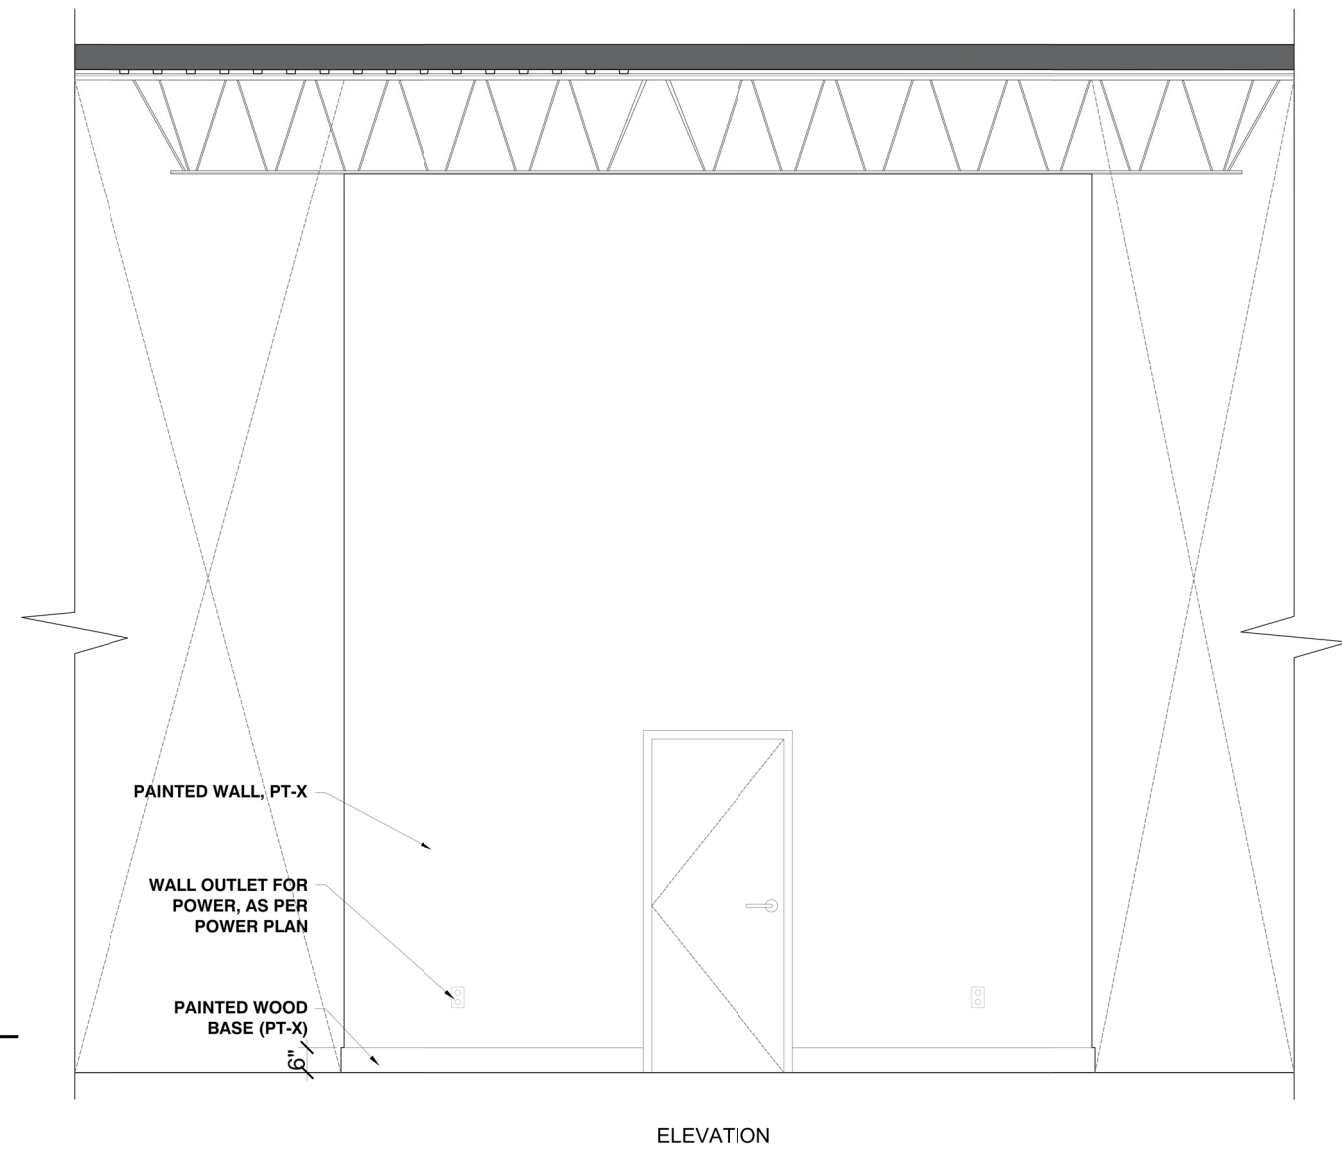 PAINTED WALL, PT-X
WALL OUTLET FOR
POWER, AS PER
POWER PLAN
PAINTED WOOD
BASE (PT-X)
6"
ELEVATION